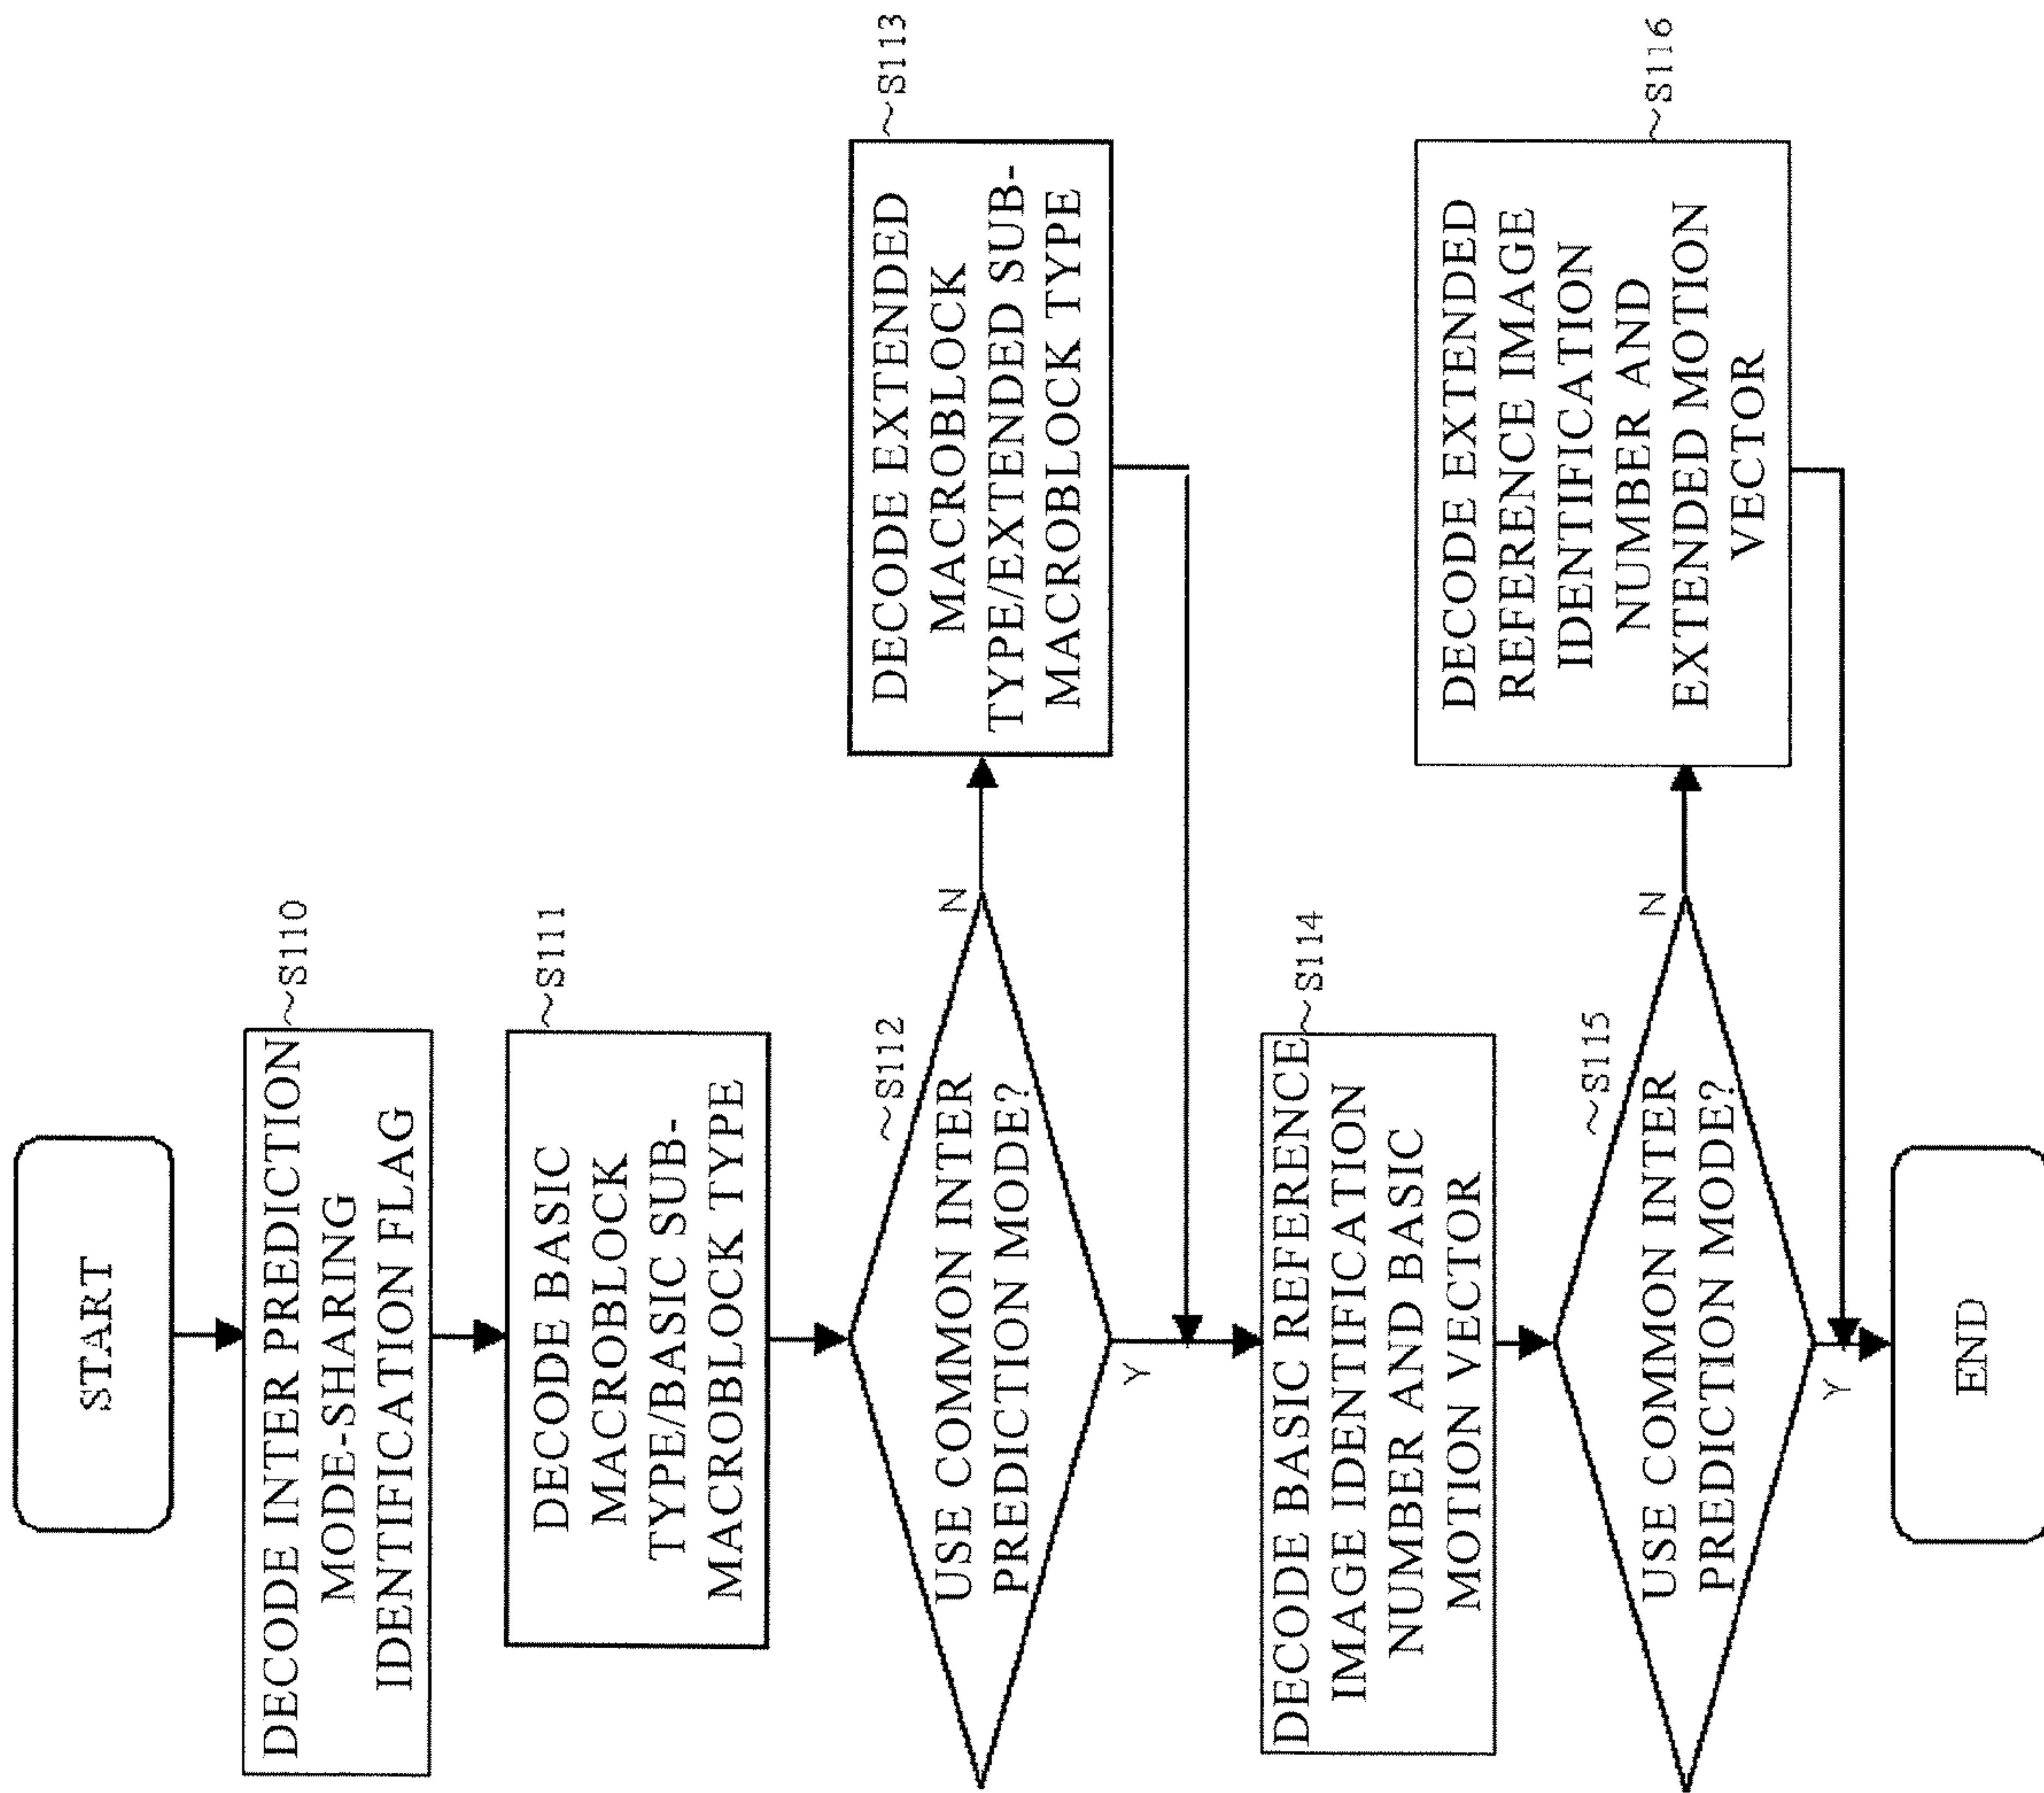 START
~S110
DECODE INTER PREDICTION
MODE-SHARING
IDENTIFICATION FLAG
~S111
DECODE BASIC
MACROBLOCK
TYPE/BASIC SUB-
MACROBLOCK TYPE
~S112
USE COMMON INTER
PREDICTION MODE?
N
Y
~S113
DECODE EXTENDED
MACROBLOCK
TYPE/EXTENDED SUB-
MACROBLOCK TYPE
~S114
DECODE BASIC REFERENCE
IMAGE IDENTIFICATION
NUMBER AND BASIC
MOTION VECTOR
~S115
USE COMMON INTER
PREDICTION MODE?
N
Y
~S116
DECODE EXTENDED
REFERENCE IMAGE
IDENTIFICATION
NUMBER AND
EXTENDED MOTION
VECTOR
END